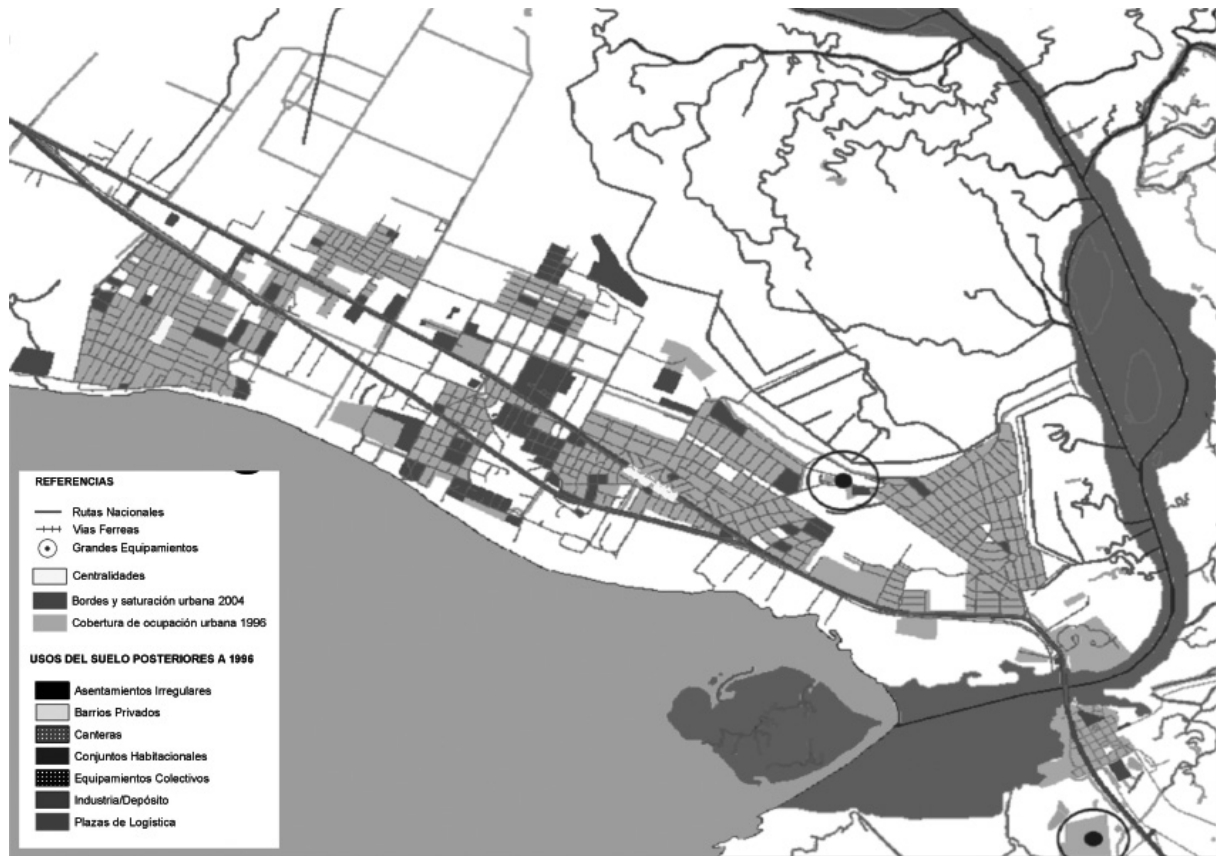 REFERENCIAS
Rutas Nacionales
Vias Ferreas
Grandes Equipamientos
Centralidades
Bordes y saturación urbana 2004
Cobertura de ocupación urbana 1996
USOS DEL SUELO POSTERIORES A 1996
Asentamientos Irregulares
Barrios Privados
Canteras
Conjuntos Habitacionales
Equipamientos Colectivos
Industria/Depósito
Plazas de Logística